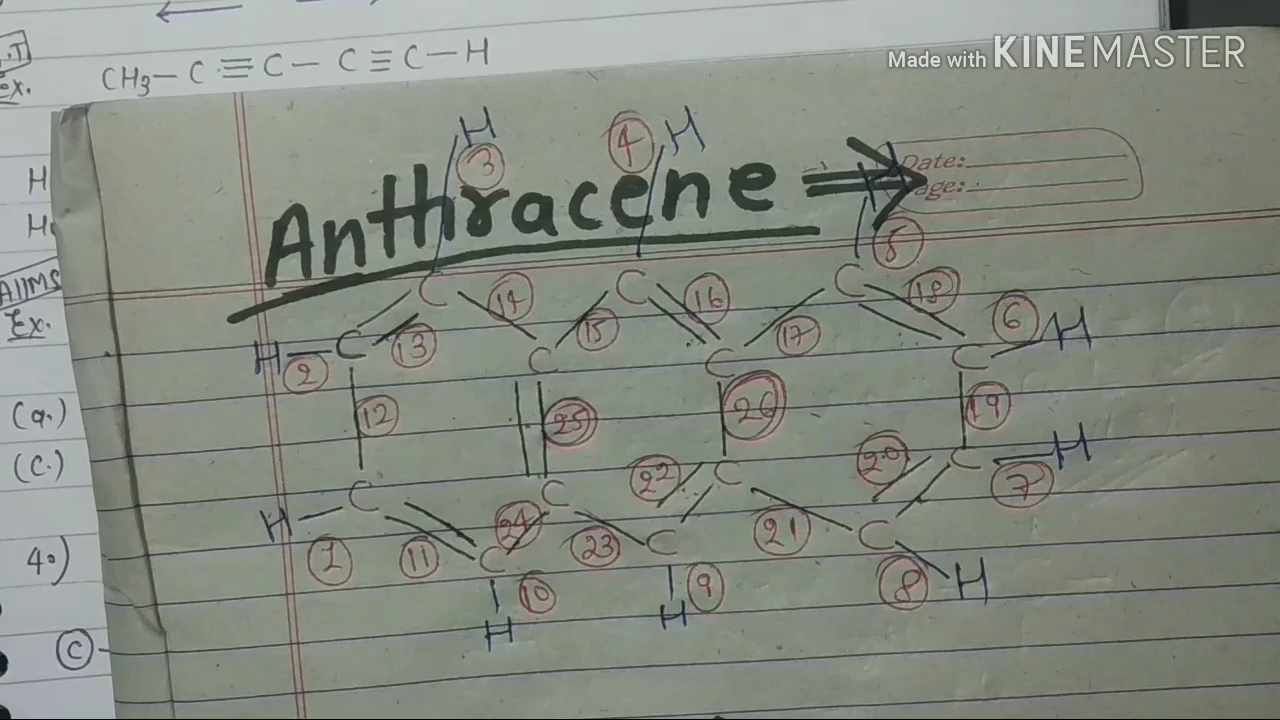 Made with KINEMASTER
I.T
Ex. CH3— C ≡ C — C ≡ C — H
H 4 H
3
Anthracene ⇒ Date:
H age:
5
H
H
AIIMS
Ex.
C C C
14 16 18 6 H
H — C 13 C 15 C 17 C
2
(a.) 12 25 26 19
(c.) C C C 22 20 C — H
7
H — C 24 C 21 C
4.) 1 11 C 23 8 H
10 9
H H
(C)